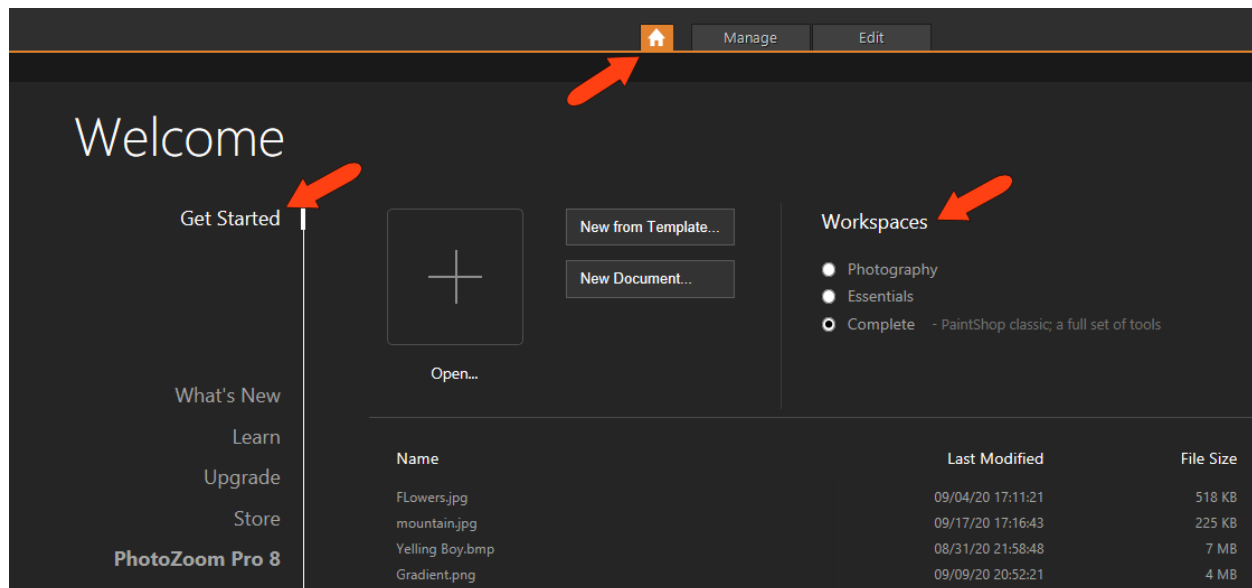 Manage
Edit
Welcome
Get Started
What's New
Learn
Upgrade
Store
PhotoZoom Pro 8
Open...
New from Template...
New Document...
Workspaces
Photography
Essentials
Complete - PaintShop classic; a full set of tools
Name Last Modified File Size
FLowers.jpg 09/04/20 17:11:21 518 KB
mountain.jpg 09/17/20 17:16:43 225 KB
Yelling Boy.bmp 08/31/20 21:58:48 7 MB
Gradient.png 09/09/20 20:52:21 4 MB